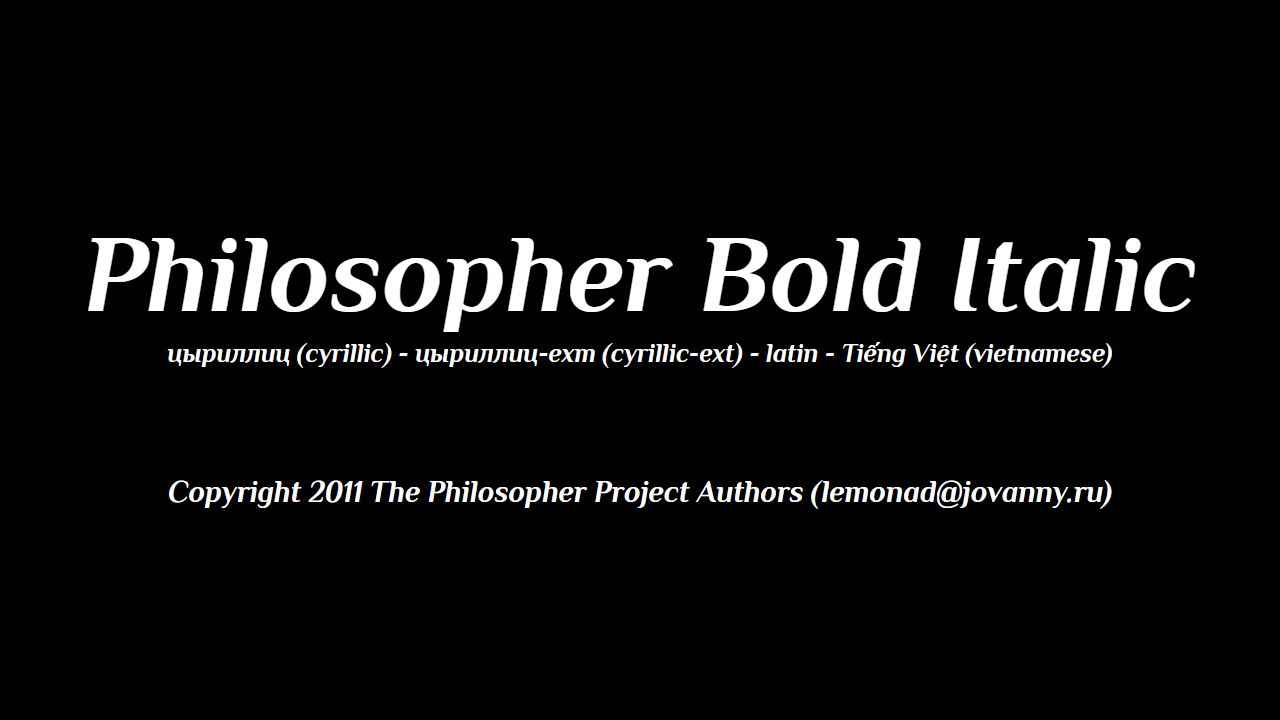 Philosopher Bold Italic
цыриллиц (cyrillic) - цыриллиц-ext (cyrillic-ext) - latin - Tiếng Việt (vietnamese)
Copyright 2011 The Philosopher Project Authors (lemonad@jovanny.ru)